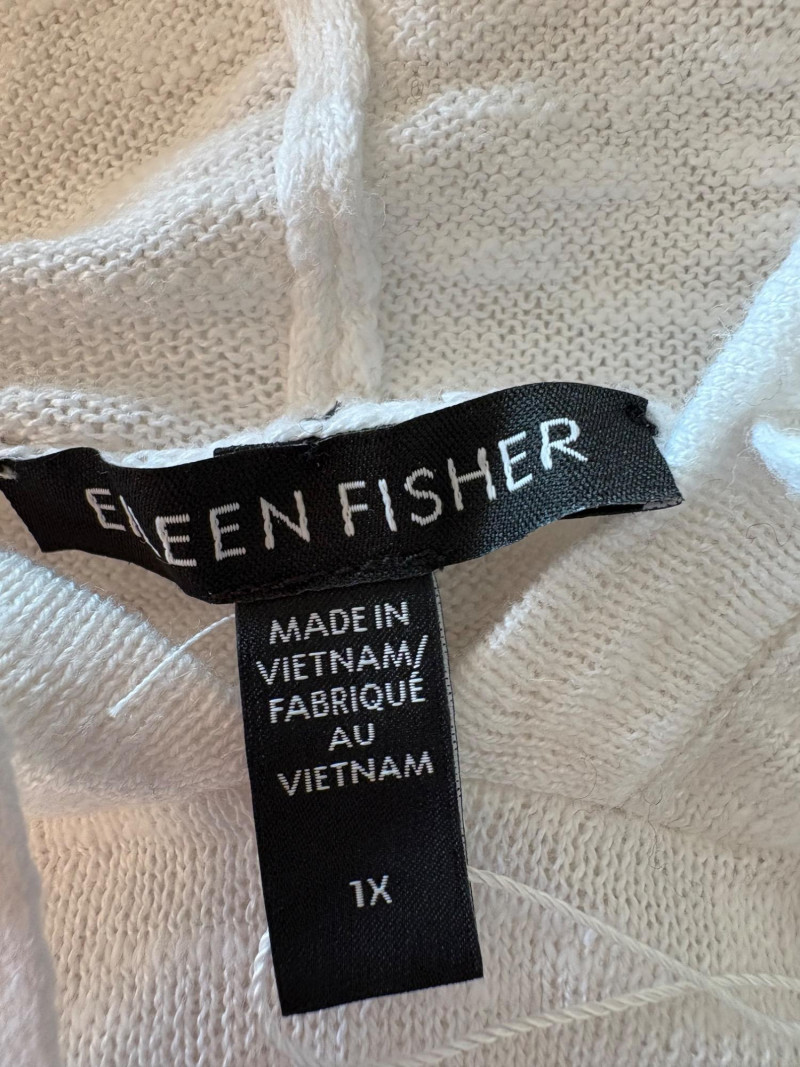 EILEEN FISHER
MADE IN
VIETNAM/
FABRIQUÉ
AU
VIETNAM
1X